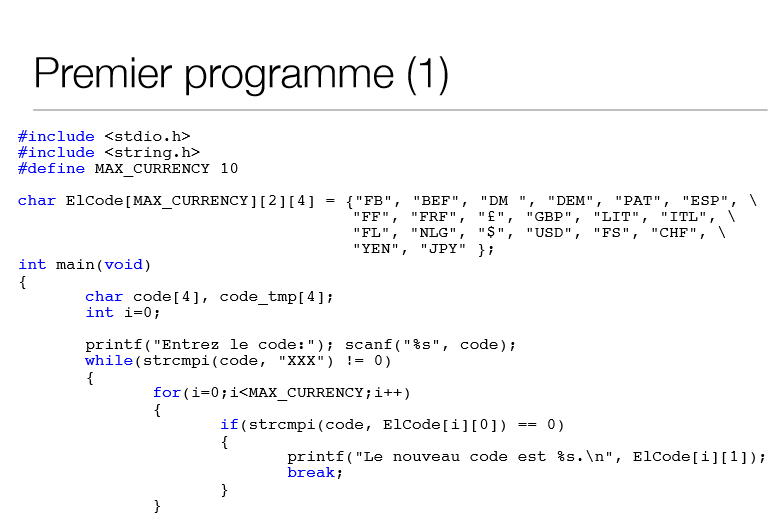 Premier programme (1)
#include <stdio.h>
#include <string.h>
#define MAX_CURRENCY 10
char ElCode[MAX_CURRENCY][2][4] = {"FB", "BEF", "DM ", "DEM", "PAT", "ESP", \
"FF", "FRF", "£", "GBP", "LIT", "ITL", \
"FL", "NLG", "$", "USD", "FS", "CHF", \
"YEN", "JPY" };
int main(void)
{
char code[4], code_tmp[4];
int i=0;
printf("Entrez le code:"); scanf("%s", code);
while(strcmpi(code, "XXX") != 0)
{
for(i=0;i<MAX_CURRENCY;i++)
{
if(strcmpi(code, ElCode[i][0]) == 0)
{
printf("Le nouveau code est %s.\n", ElCode[i][1]);
break;
}
}